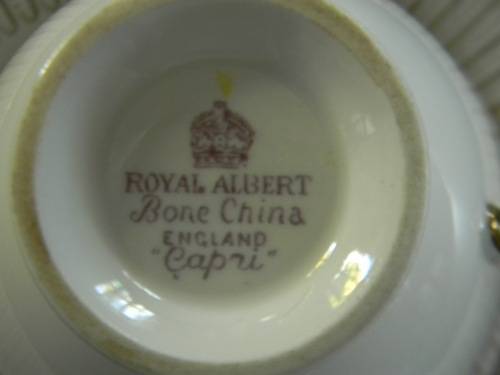 ROYAL ALBERT
Bone China
ENGLAND
"Capri"